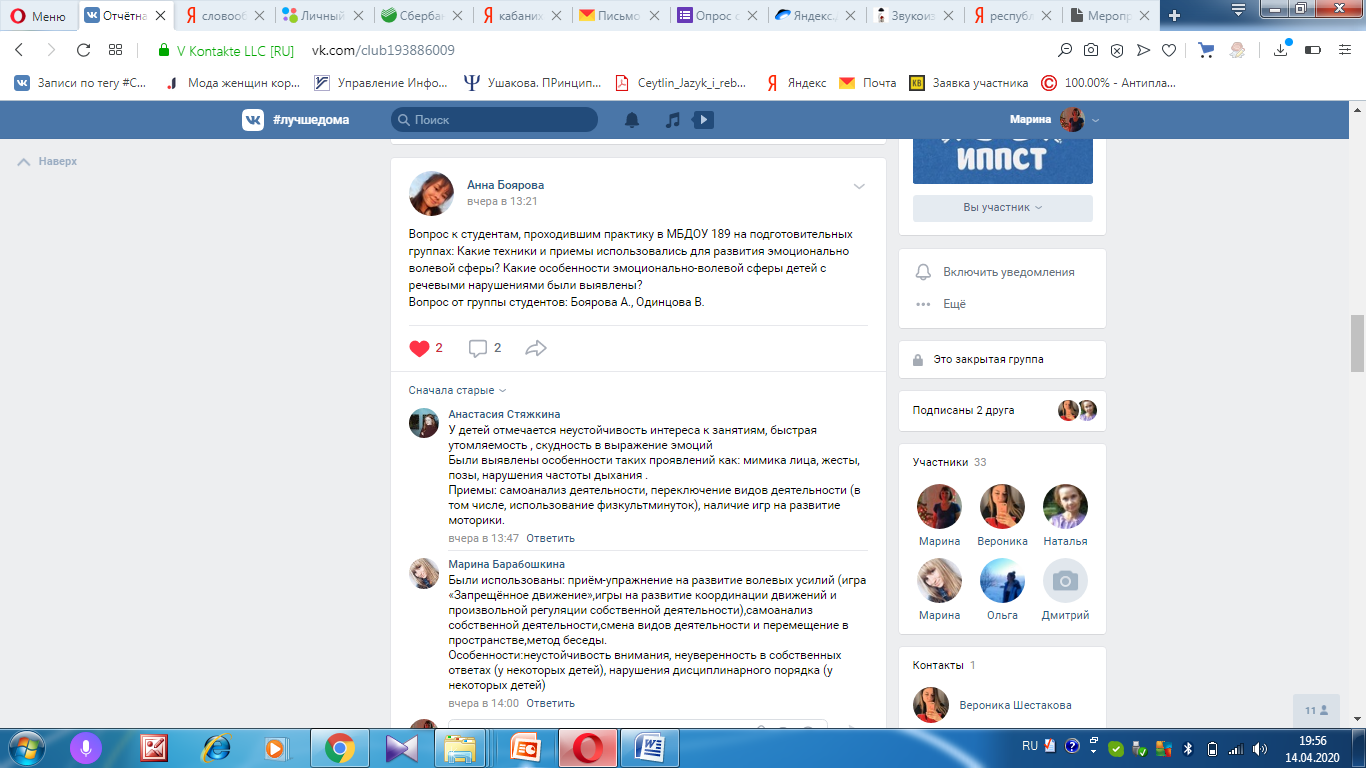 Меню
Отчётна
словооб
Личный
Сбербан
кабаних
Письмо
Опрос с
Яндекс.
Звукоиз
республ
Меропр
V Kontakte LLC [RU]
vk.com/club193886009
Записи по тегу #С...
Мода женщин кор...
Управление Инфо...
Ушакова. ПРинцип...
Ceytlin_Jazyk_i_reb...
Яндекс
Почта
Заявка участника
100.00% - Антипла...
#лучшедома
Поиск
Марина
Наверх
ИППСТ
Вы участник
Анна Боярова
вчера в 13:21
Вопрос к студентам, проходившим практику в МБДОУ 189 на подготовительных
группах: Какие техники и приемы использовались для развития эмоционально
волевой сферы? Какие особенности эмоционально-волевой сферы детей с
речевыми нарушениями были выявлены?
Вопрос от группы студентов: Боярова А., Одинцова В.
2
2
Сначала старые
Анастасия Стяжкина
У детей отмечается неустойчивость интереса к занятиям, быстрая
утомляемость , скудность в выражение эмоций
Были выявлены особенности таких проявлений как: мимика лица, жесты,
позы, нарушения частоты дыхания .
Приемы: самоанализ деятельности, переключение видов деятельности (в
том числе, использование физкультминуток), наличие игр на развитие
моторики.
вчера в 13:47 Ответить
Марина Барабошкина
Были использованы: приём-упражнение на развитие волевых усилий (игра
«Запрещённое движение»,игры на развитие координации движений и
произвольной регуляции собственной деятельности),самоанализ
собственной деятельности,смена видов деятельности и перемещение в
пространстве,метод беседы.
Особенности:неустойчивость внимания, неуверенность в собственных
ответах (у некоторых детей), нарушения дисциплинарного порядка (у
некоторых детей)
вчера в 14:00 Ответить
Включить уведомления
Ещё
Это закрытая группа
Подписаны 2 друга
Участники 33
Марина
Вероника
Наталья
Марина
Ольга
Дмитрий
Контакты 1
Вероника Шестакова
11
RU
19:56
14.04.2020